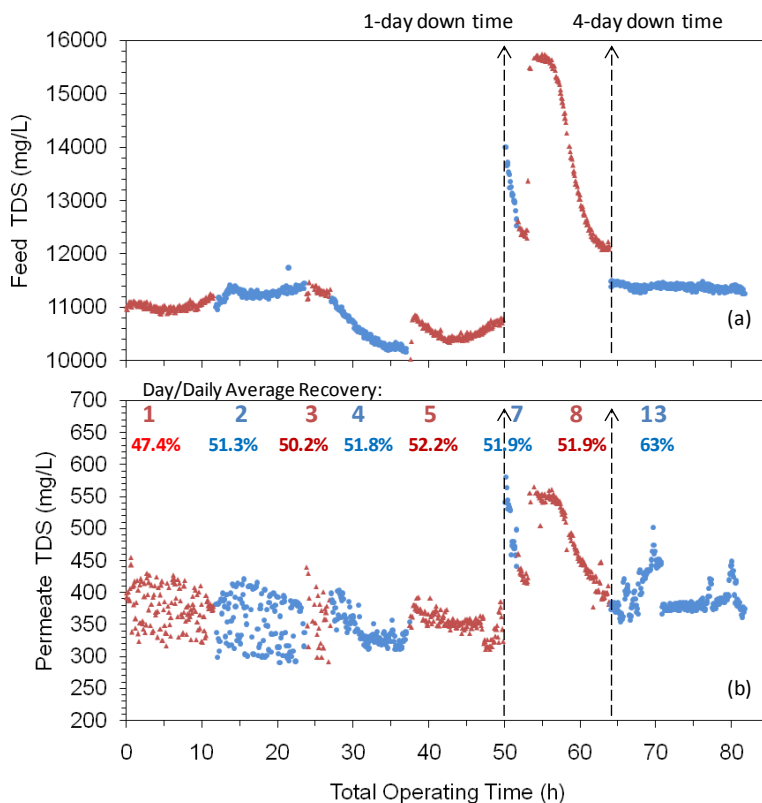 1-day down time 4-day down time
16000
15000
14000
13000
12000
11000
10000
Feed TDS (mg/L)
(a)
Day/Daily Average Recovery:
1 2 3 4 5 7 8 13
47.4% 51.3% 50.2% 51.8% 52.2% 51.9% 51.9% 63%
700
650
600
550
500
450
400
350
300
250
200
Permeate TDS (mg/L)
(b)
0 10 20 30 40 50 60 70 80
Total Operating Time (h)